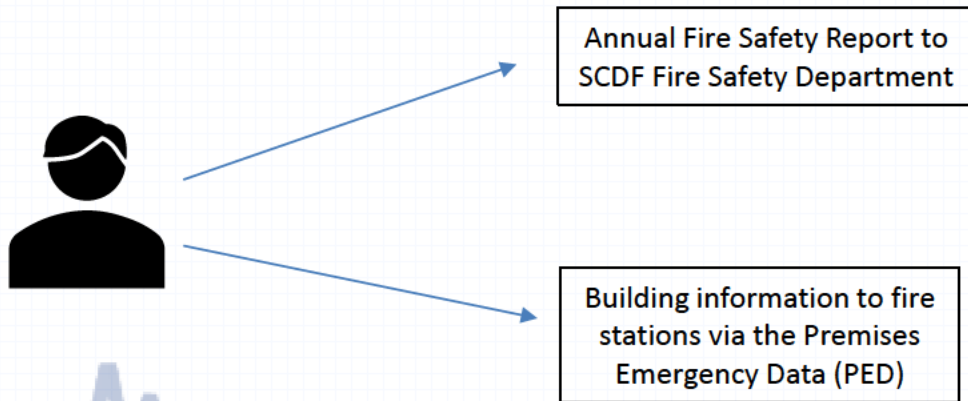 Annual Fire Safety Report to
SCDF Fire Safety Department
Building information to fire
stations via the Premises
Emergency Data (PED)